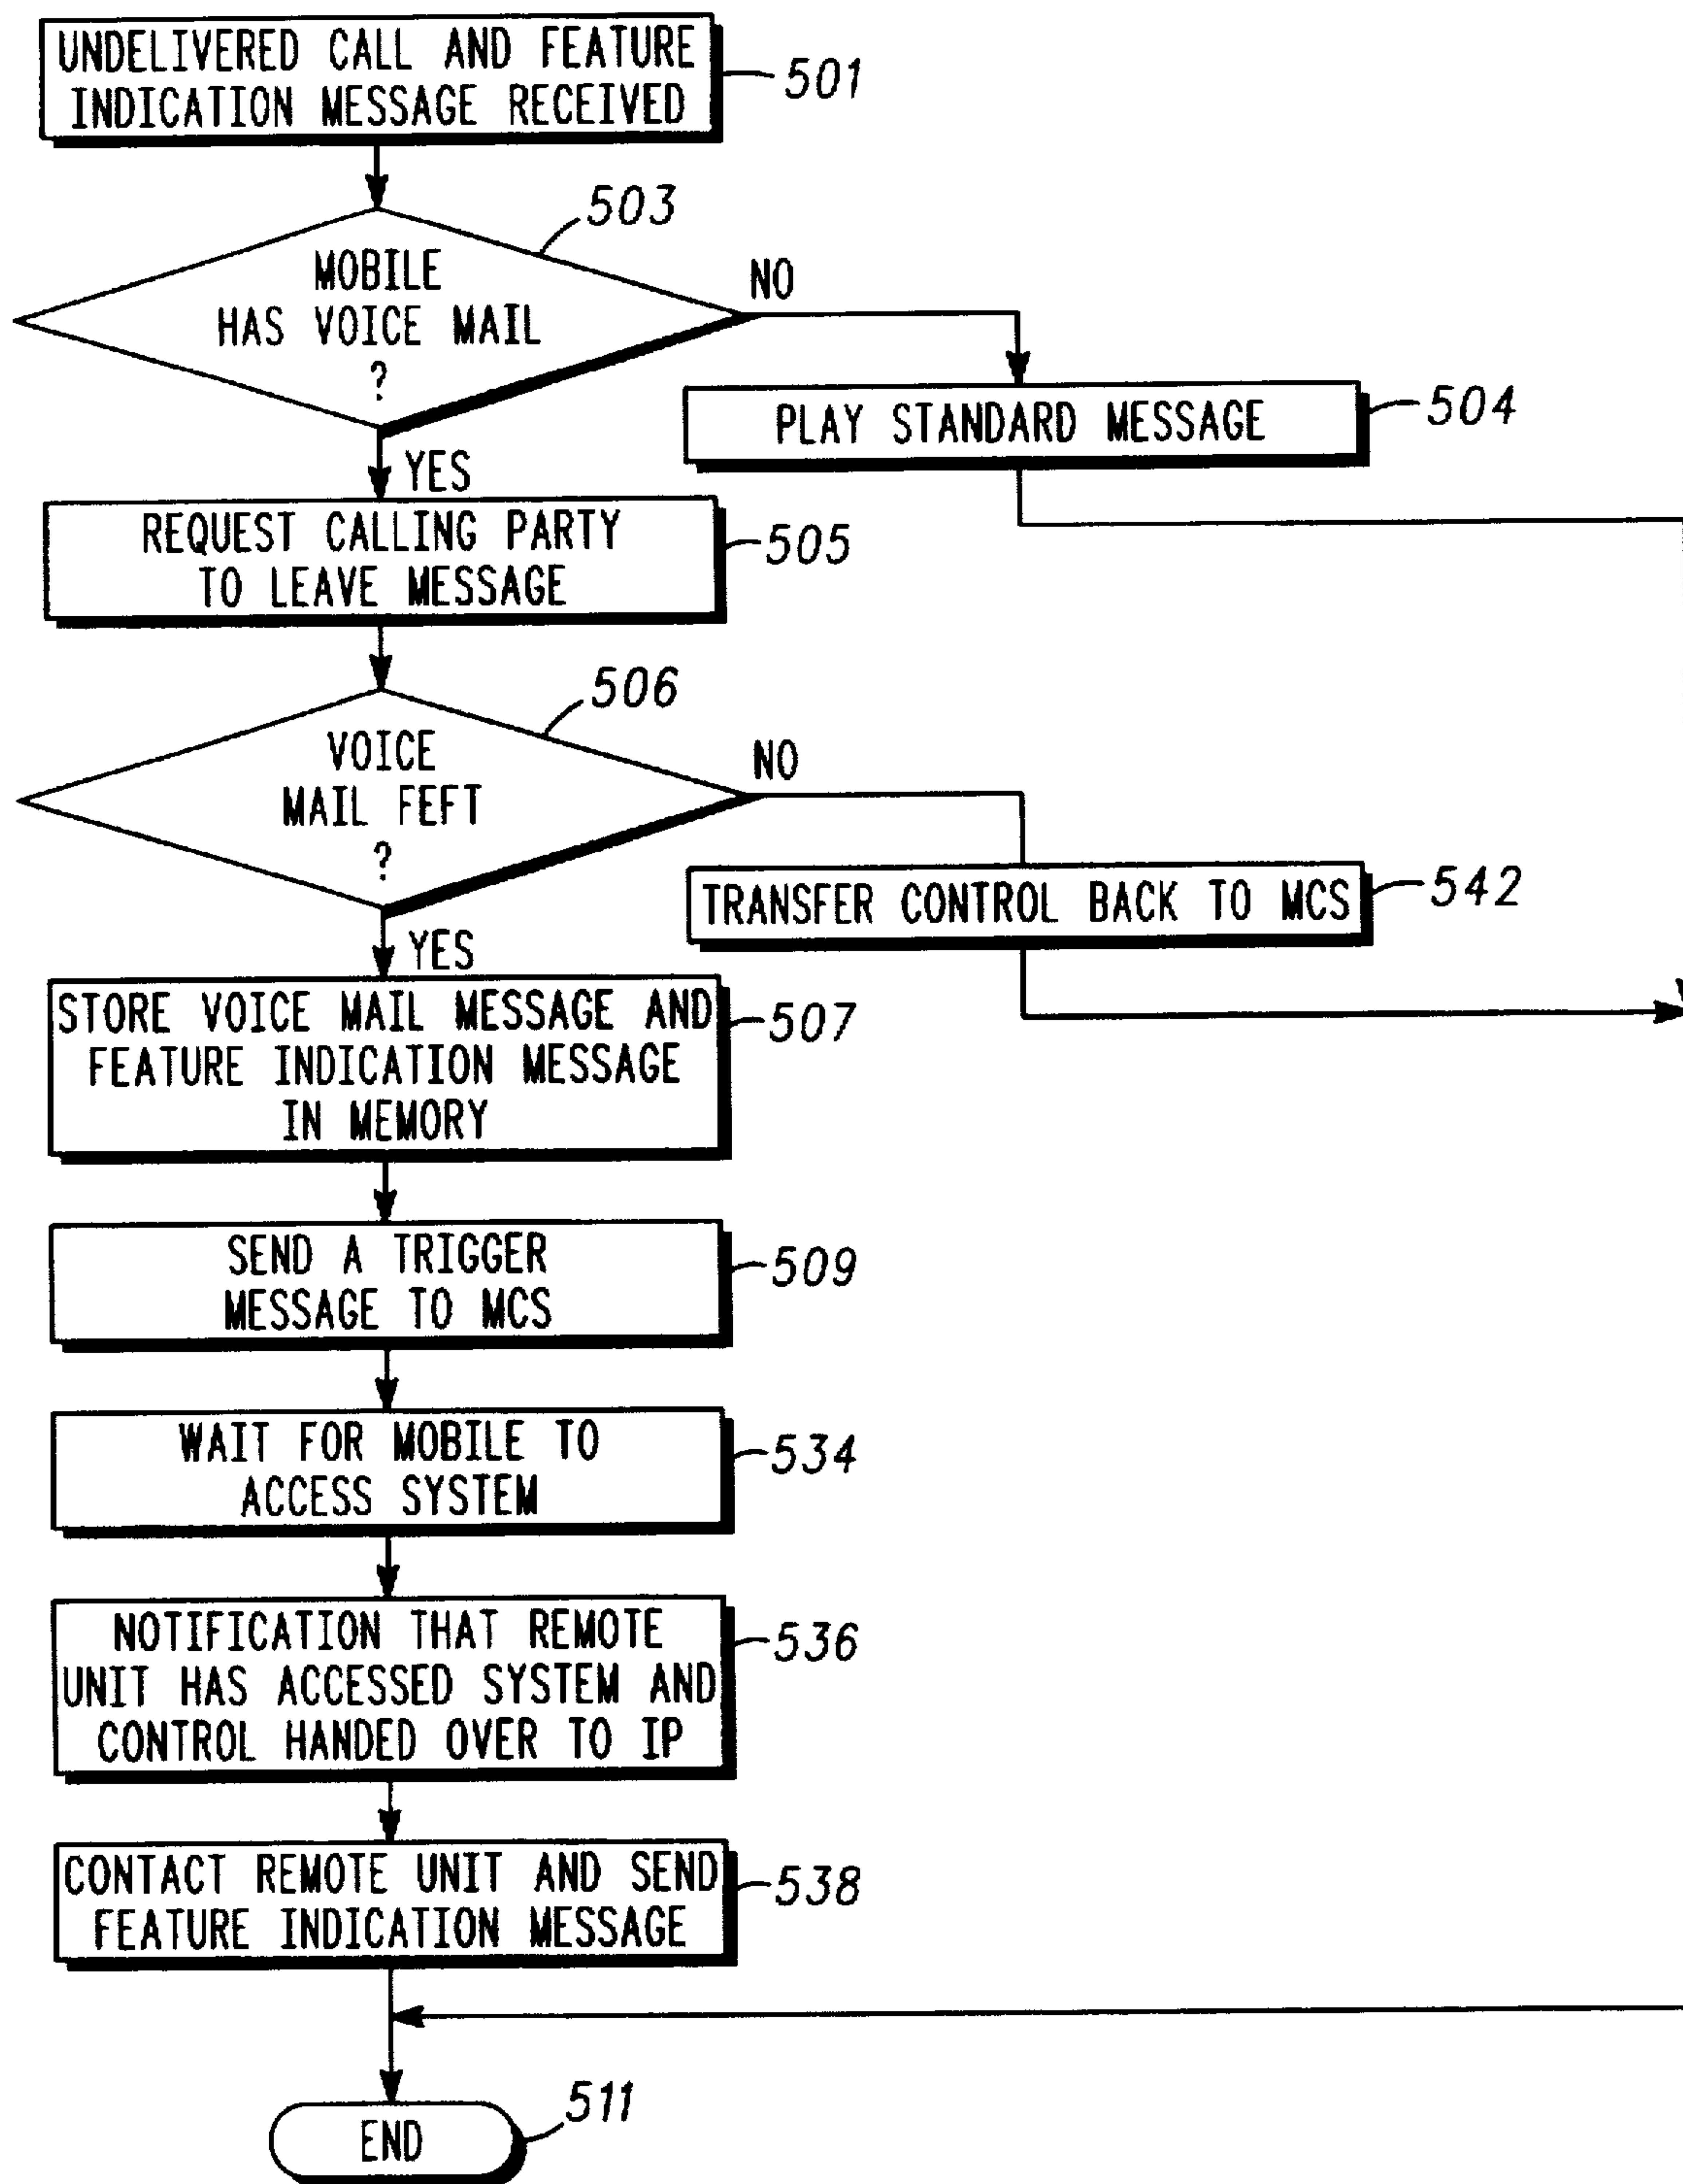 UNDELIVERED CALL AND FEATURE
INDICATION MESSAGE RECEIVED
501
503
MOBILE
HAS VOICE MAIL
?
NO
PLAY STANDARD MESSAGE
504
YES
REQUEST CALLING PARTY
TO LEAVE MESSAGE
505
506
VOICE
MAIL FEFT
?
NO
TRANSFER CONTROL BACK TO MCS
542
YES
STORE VOICE MAIL MESSAGE AND
FEATURE INDICATION MESSAGE
IN MEMORY
507
SEND A TRIGGER
MESSAGE TO MCS
509
WAIT FOR MOBILE TO
ACCESS SYSTEM
534
NOTIFICATION THAT REMOTE
UNIT HAS ACCESSED SYSTEM AND
CONTROL HANDED OVER TO IP
536
CONTACT REMOTE UNIT AND SEND
FEATURE INDICATION MESSAGE
538
END
511